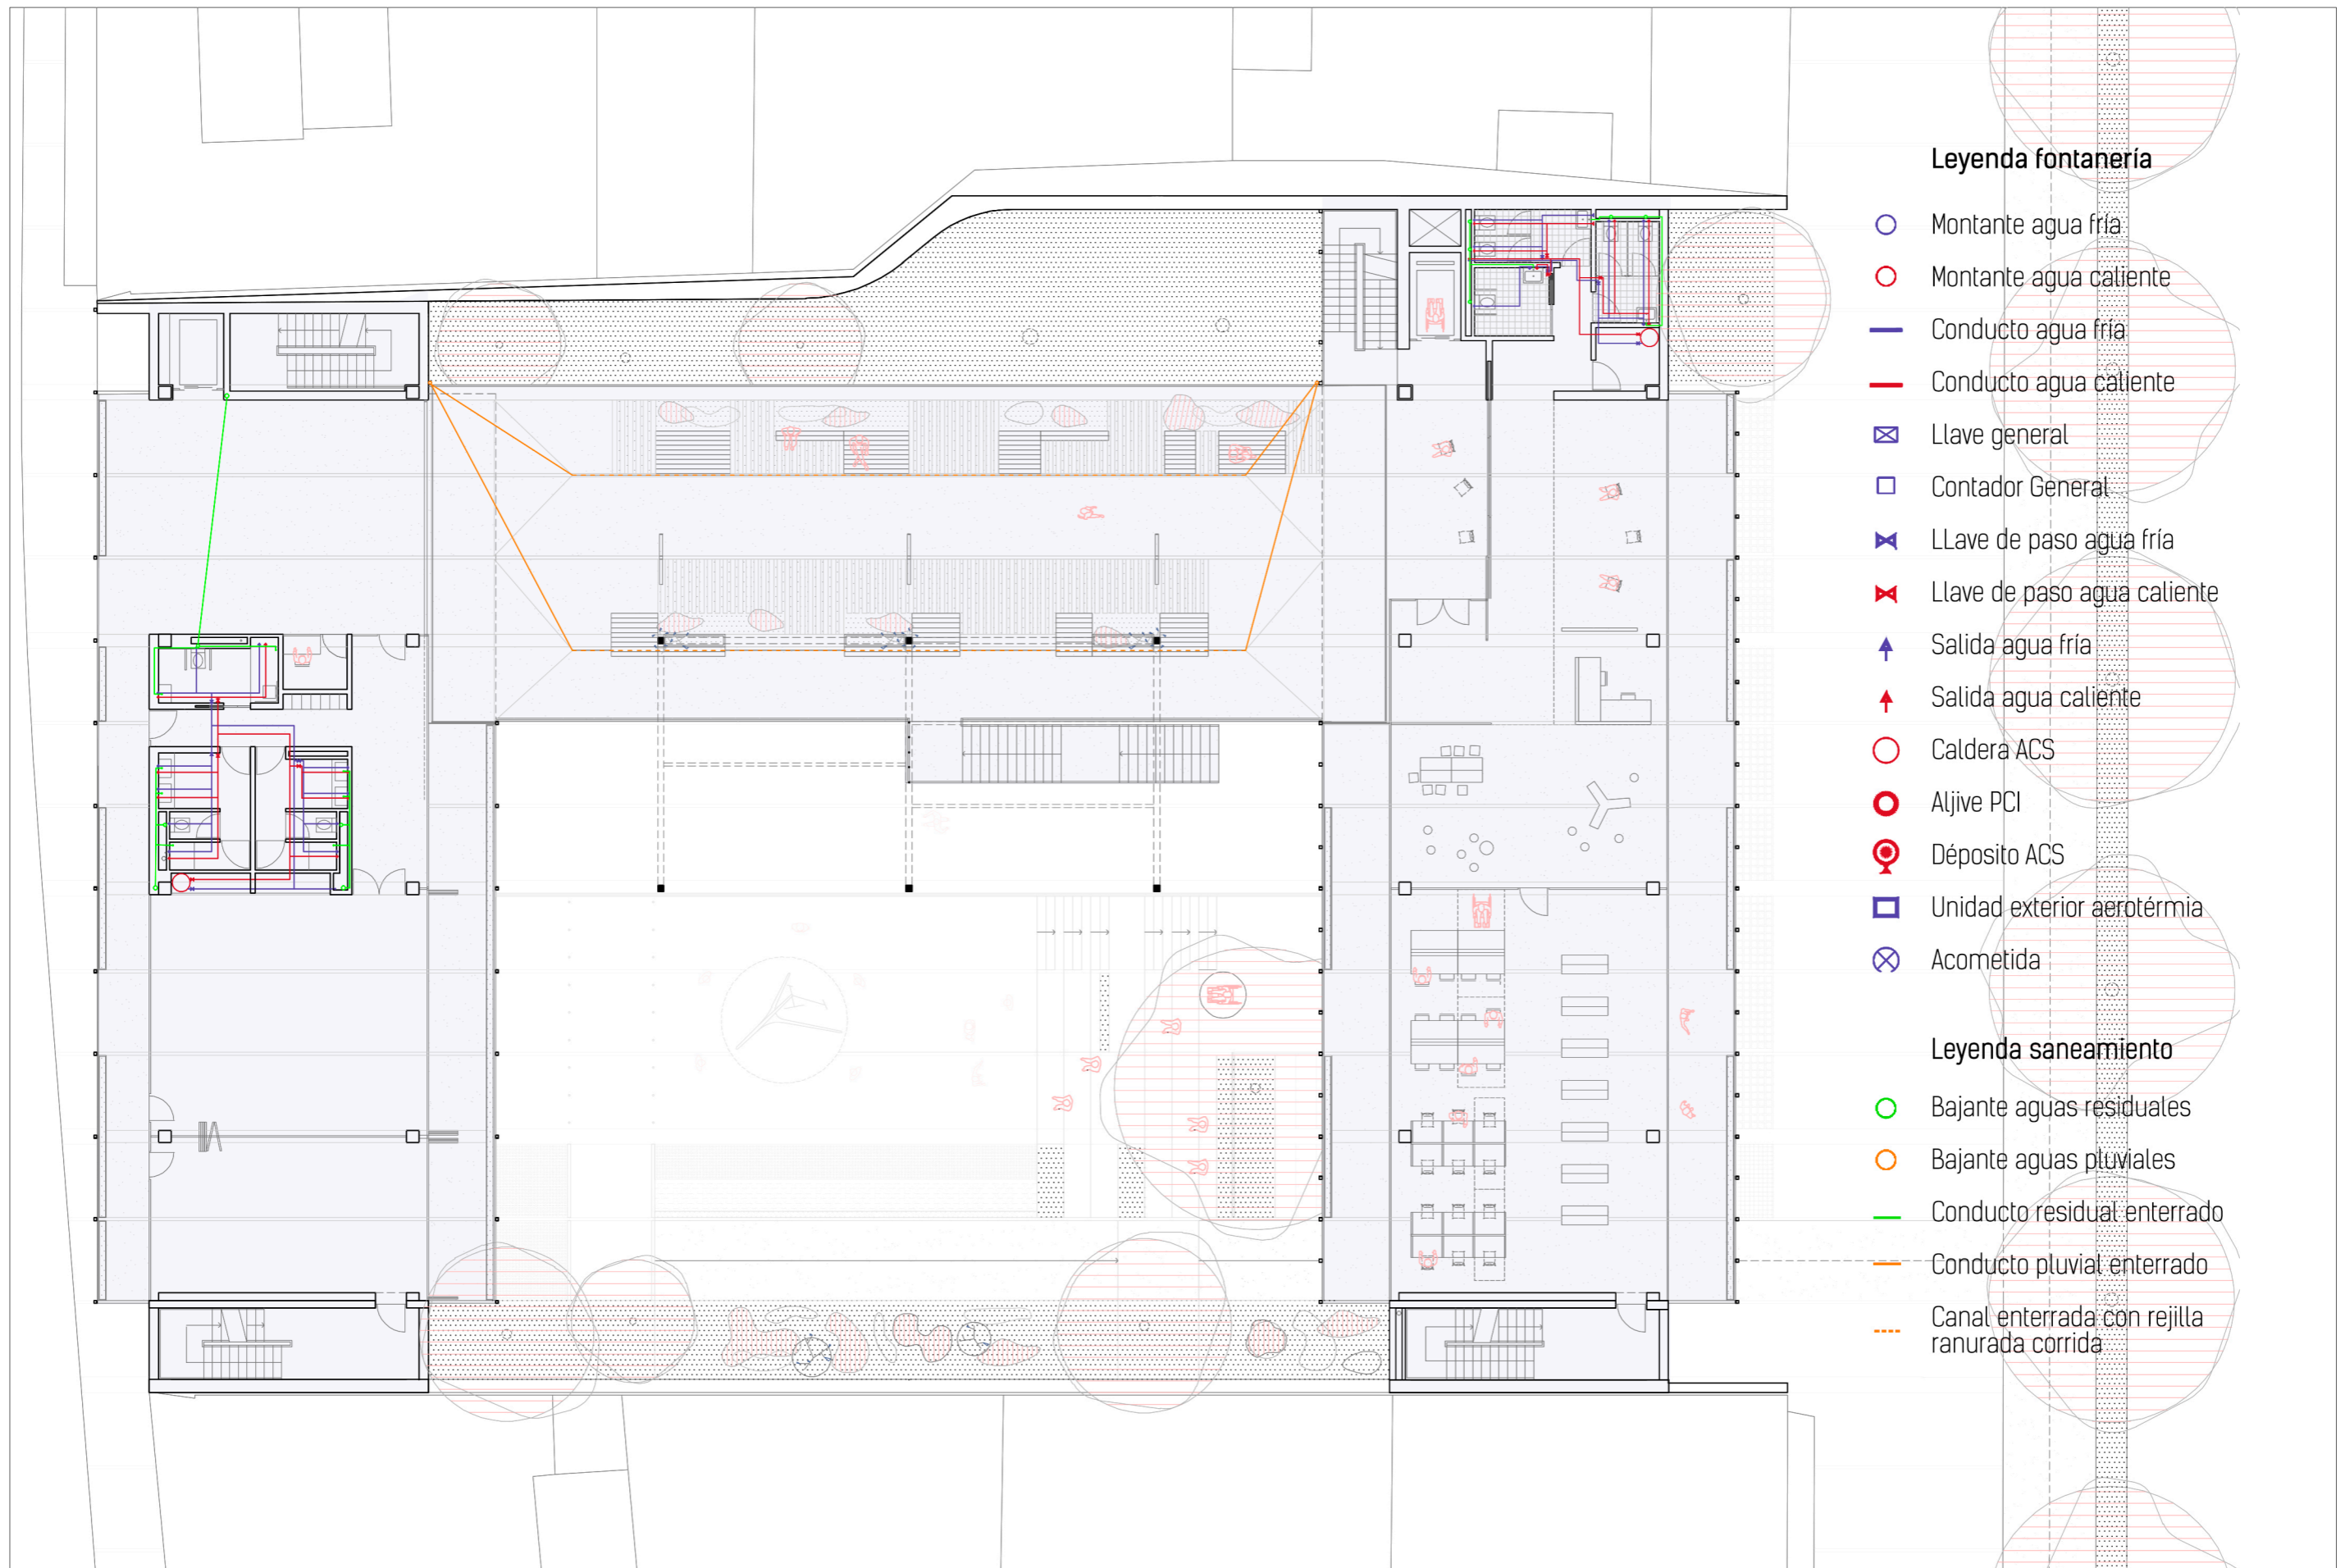 Leyenda fontanería
Montante agua fría
Montante agua caliente
Conducto agua fría
Conducto agua caliente
Llave general
Contador General
LLave de paso agua fría
Llave de paso agua caliente
Salida agua fría
Salida agua caliente
Caldera ACS
Aljive PCI
Déposito ACS
Unidad exterior aerotérmia
Acometida
Leyenda saneamiento
Bajante aguas residuales
Bajante aguas pluviales
Conducto residual enterrado
Conducto pluvial enterrado
Canal enterrada con rejilla
ranurada corrida